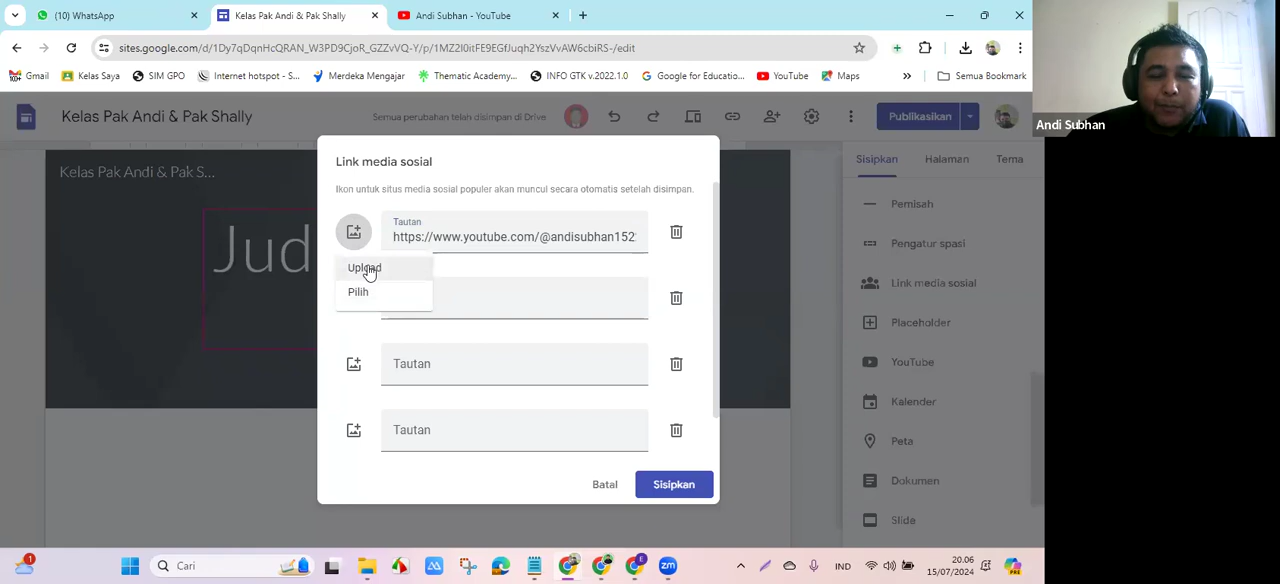 (10) WhatsApp
Kelas Pak Andi & Pak Shally
Andi Subhan - YouTube
sites.google.com/d/1Dy7qDqnHcQRAN_W3PD9CjoR_GZZvVQ-Y/p/1MZ2I0itFE9EGfJuqh2YszVvAW6cbiRS-/edit
Gmail
Kelas Saya
SIM GPO
Internet hotspot - S...
Merdeka Mengajar
Thematic Academy...
INFO GTK v.2022.1.0
Google for Educatio...
YouTube
Maps
Semua Bookmark
Kelas Pak Andi & Pak Shally
Semua perubahan telah disimpan di Drive
Publikasikan
Andi Subhan
Kelas Pak Andi & Pak S...
Jud
Link media sosial
Ikon untuk situs media sosial populer akan muncul secara otomatis setelah disimpan.
Tautan
https://www.youtube.com/@andisubhan152
Upload
Pilih
Tautan
Tautan
Batal
Sisipkan
Sisipkan
Halaman
Tema
Pemisah
Pengatur spasi
Link media sosial
Placeholder
YouTube
Kalender
Peta
Dokumen
Slide
1
Cari
IND
20.06
15/07/2024